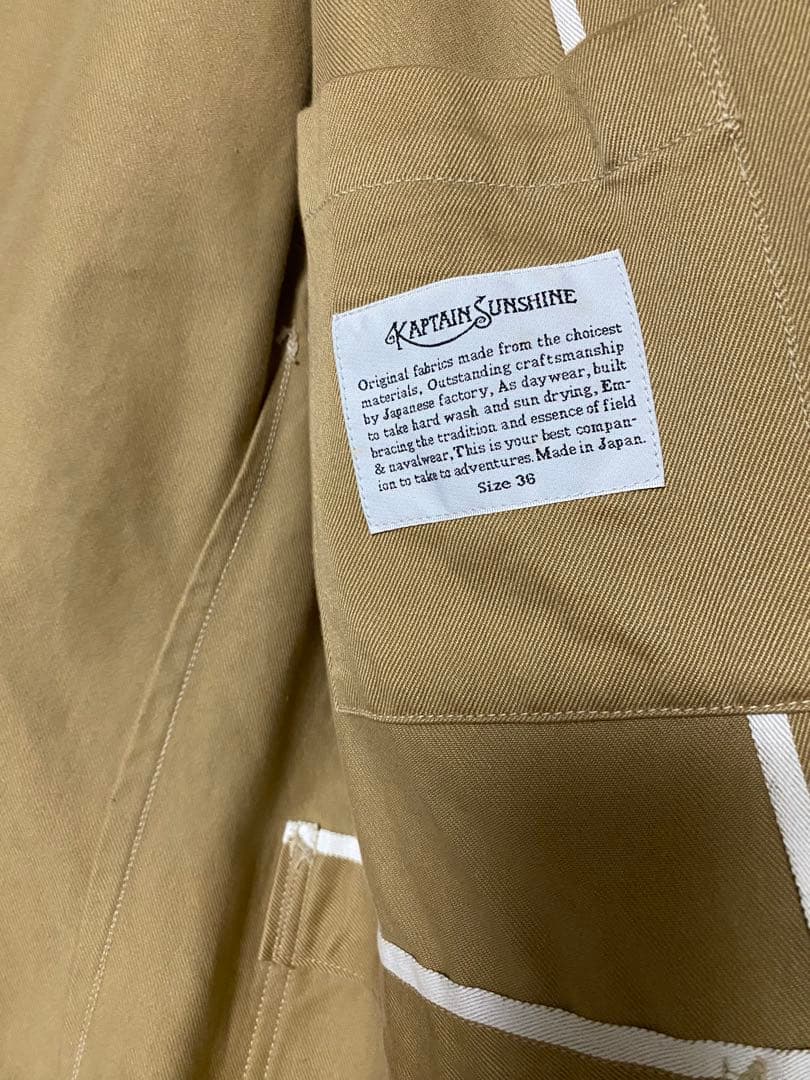 KAPTAIN SUNSHINE
Original fabrics made from the choicest
materials, Outstanding craftsmanship
by Japanese factory, As daywear, built
to take hard wash and sun drying, Em-
bracing the tradition and essence of field
& navalwear, This is your best compan-
ion to take to adventures. Made in Japan.
Size 36